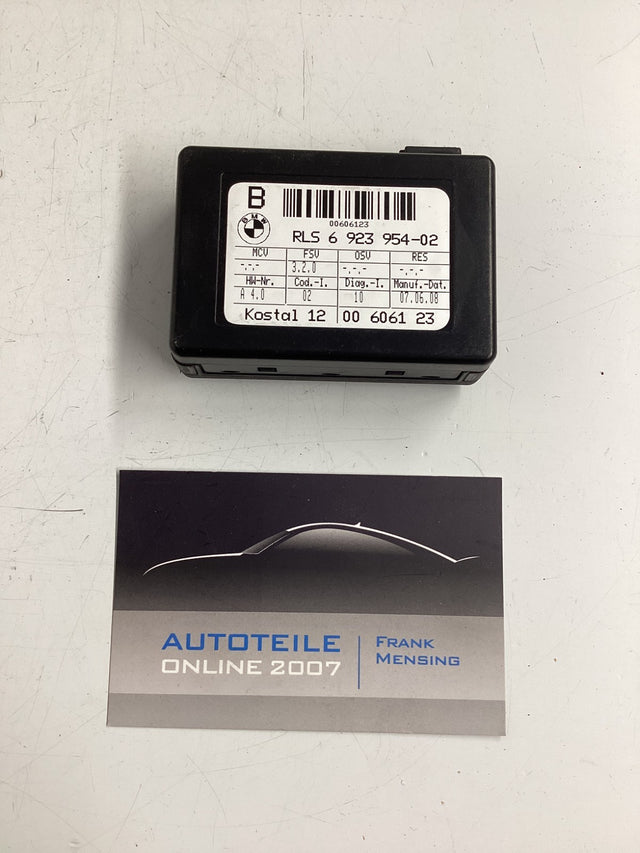 B
00606123
BMW
RLS 6 923 954-02
MCV FSV OSV RES
-.-.- 3.2.0 -.-.- -.-.-
HW-Nr. Cod.-I. Diag.-I. Manuf.-Dat.
A 4.0 02 10 07.06.08
Kostal 12 00 6061 23
AUTOTEILE
ONLINE 2007
FRANK
MENSING